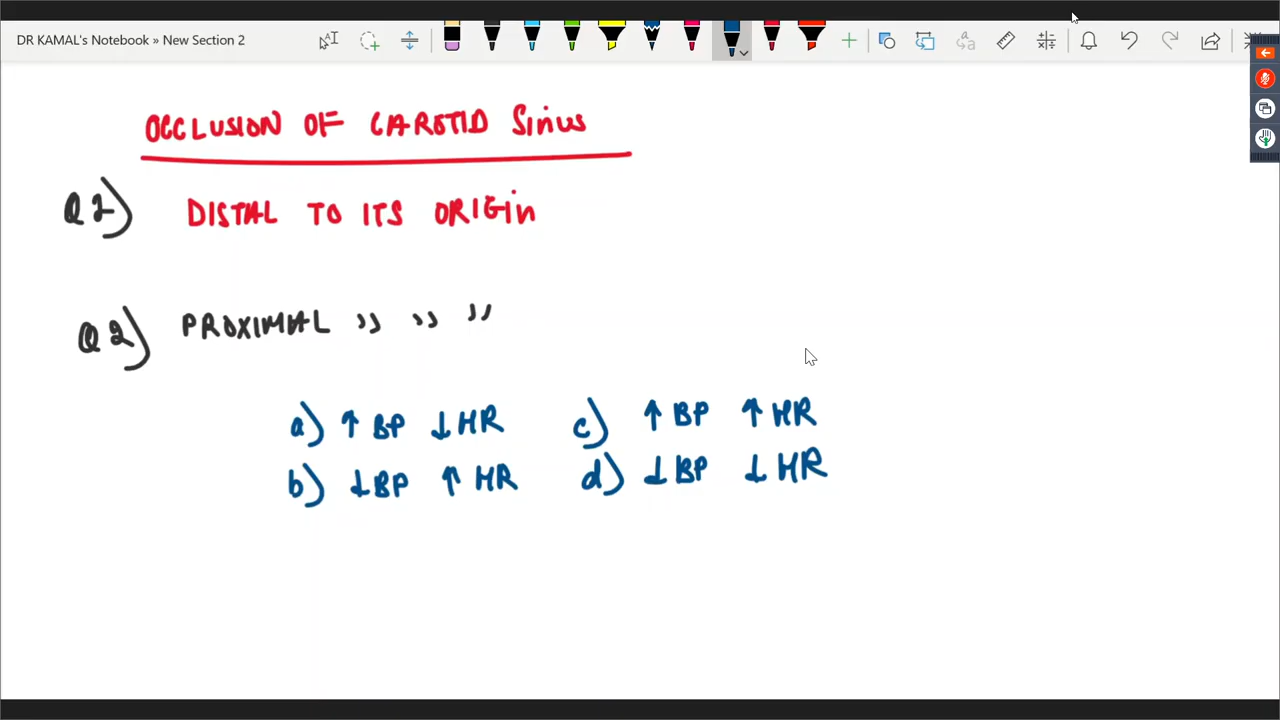 DR KAMAL's Notebook » New Section 2
OCCLUSION OF CAROTID Sinus
Q1) DISTAL TO ITS ORIGIN
Q2) PROXIMAL " " "
a) ↑ BP ↓ HR c) ↑ BP ↑ HR
b) ↓ BP ↑ HR d) ↓ BP ↓ HR